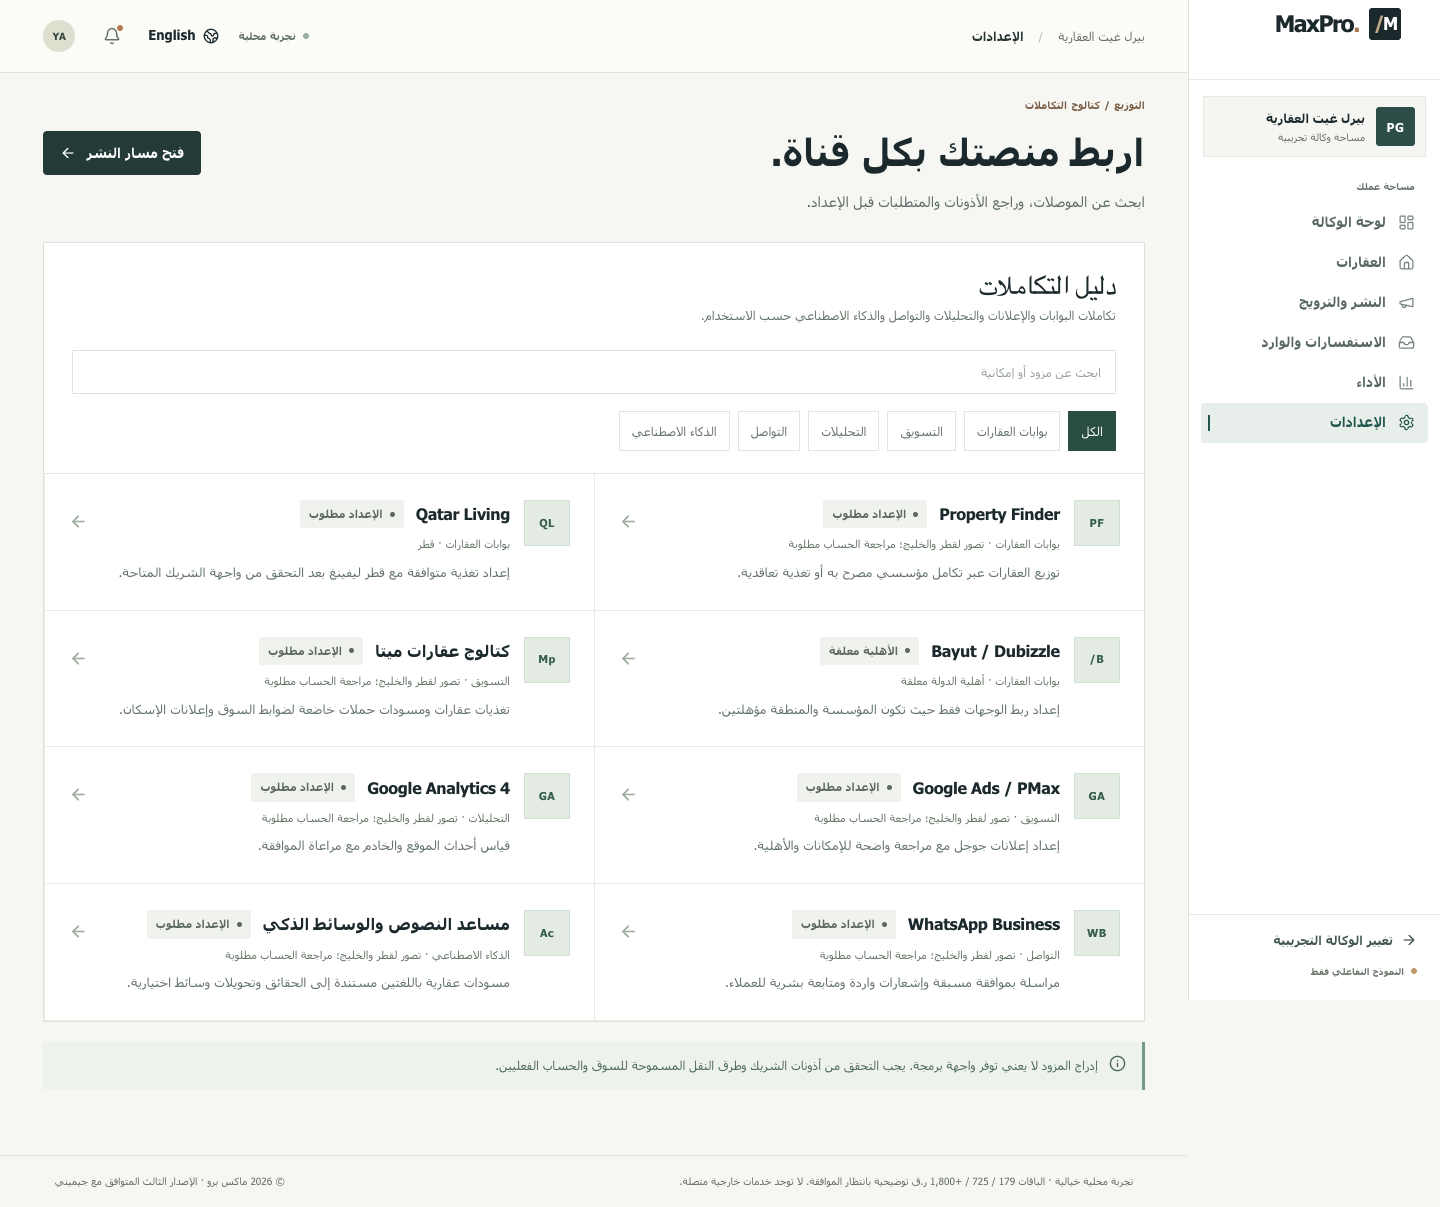 MaxPro.
/M
بيرل غيت العقارية
مساحة وكالة تجريبية
PG
مساحة عملك
لوحة الوكالة
العقارات
النشر والترويج
الاستفسارات والوارد
الأداء
الإعدادات
تغيير الوكالة التجريبية
النموذج التفاعلي فقط
بيرل غيت العقارية / الإعدادات
تجربة محلية
English
YA
التوزيع / كتالوج التكاملات
اربط منصتك بكل قناة.
ابحث عن الموصلات، وراجع الأذونات والمتطلبات قبل الإعداد.
فتح مسار النشر
دليل التكاملات
تكاملات البوابات والإعلانات والتحليلات والتواصل والذكاء الاصطناعي حسب الاستخدام.
ابحث عن مزود أو إمكانية
الكل
بوابات العقارات
التسويق
التحليلات
التواصل
الذكاء الاصطناعي
PF
Property Finder
الإعداد مطلوب
بوابات العقارات · تصور لقطر والخليج؛ مراجعة الحساب مطلوبة
توزيع العقارات عبر تكامل مؤسسي مصرح به أو تغذية تعاقدية.
QL
Qatar Living
الإعداد مطلوب
بوابات العقارات · قطر
إعداد تغذية متوافقة مع قطر ليفينغ بعد التحقق من واجهة الشريك المتاحة.
/B
Bayut / Dubizzle
الأهلية معلقة
بوابات العقارات · أهلية الدولة معلقة
إعداد ربط الوجهات فقط حيث تكون المؤسسة والمنطقة مؤهلتين.
Mp
كتالوج عقارات ميتا
الإعداد مطلوب
التسويق · تصور لقطر والخليج؛ مراجعة الحساب مطلوبة
تغذيات عقارات ومسودات حملات خاضعة لضوابط السوق وإعلانات الإسكان.
GA
Google Ads / PMax
الإعداد مطلوب
التسويق · تصور لقطر والخليج؛ مراجعة الحساب مطلوبة
إعداد إعلانات جوجل مع مراجعة واضحة للإمكانات والأهلية.
GA
Google Analytics 4
الإعداد مطلوب
التحليلات · تصور لقطر والخليج؛ مراجعة الحساب مطلوبة
قياس أحداث الموقع والخادم مع مراعاة الموافقة.
WB
WhatsApp Business
الإعداد مطلوب
التواصل · تصور لقطر والخليج؛ مراجعة الحساب مطلوبة
مراسلة بموافقة مسبقة وإشعارات واردة ومتابعة بشرية للعملاء.
Ac
مساعد النصوص والوسائط الذكي
الإعداد مطلوب
الذكاء الاصطناعي · تصور لقطر والخليج؛ مراجعة الحساب مطلوبة
مسودات عقارية باللغتين مستندة إلى الحقائق وتحويلات وسائط اختيارية.
إدراج المزود لا يعني توفر واجهة برمجة. يجب التحقق من أذونات الشريك وطرق النقل المسموحة للسوق والحساب الفعليين.
تجربة محلية خيالية · الباقات 179 / 725 / +1,800 ر.ق توضيحية بانتظار الموافقة. لا توجد خدمات خارجية متصلة.
© 2026 ماكس برو · الإصدار الثالث المتوافق مع جيميني